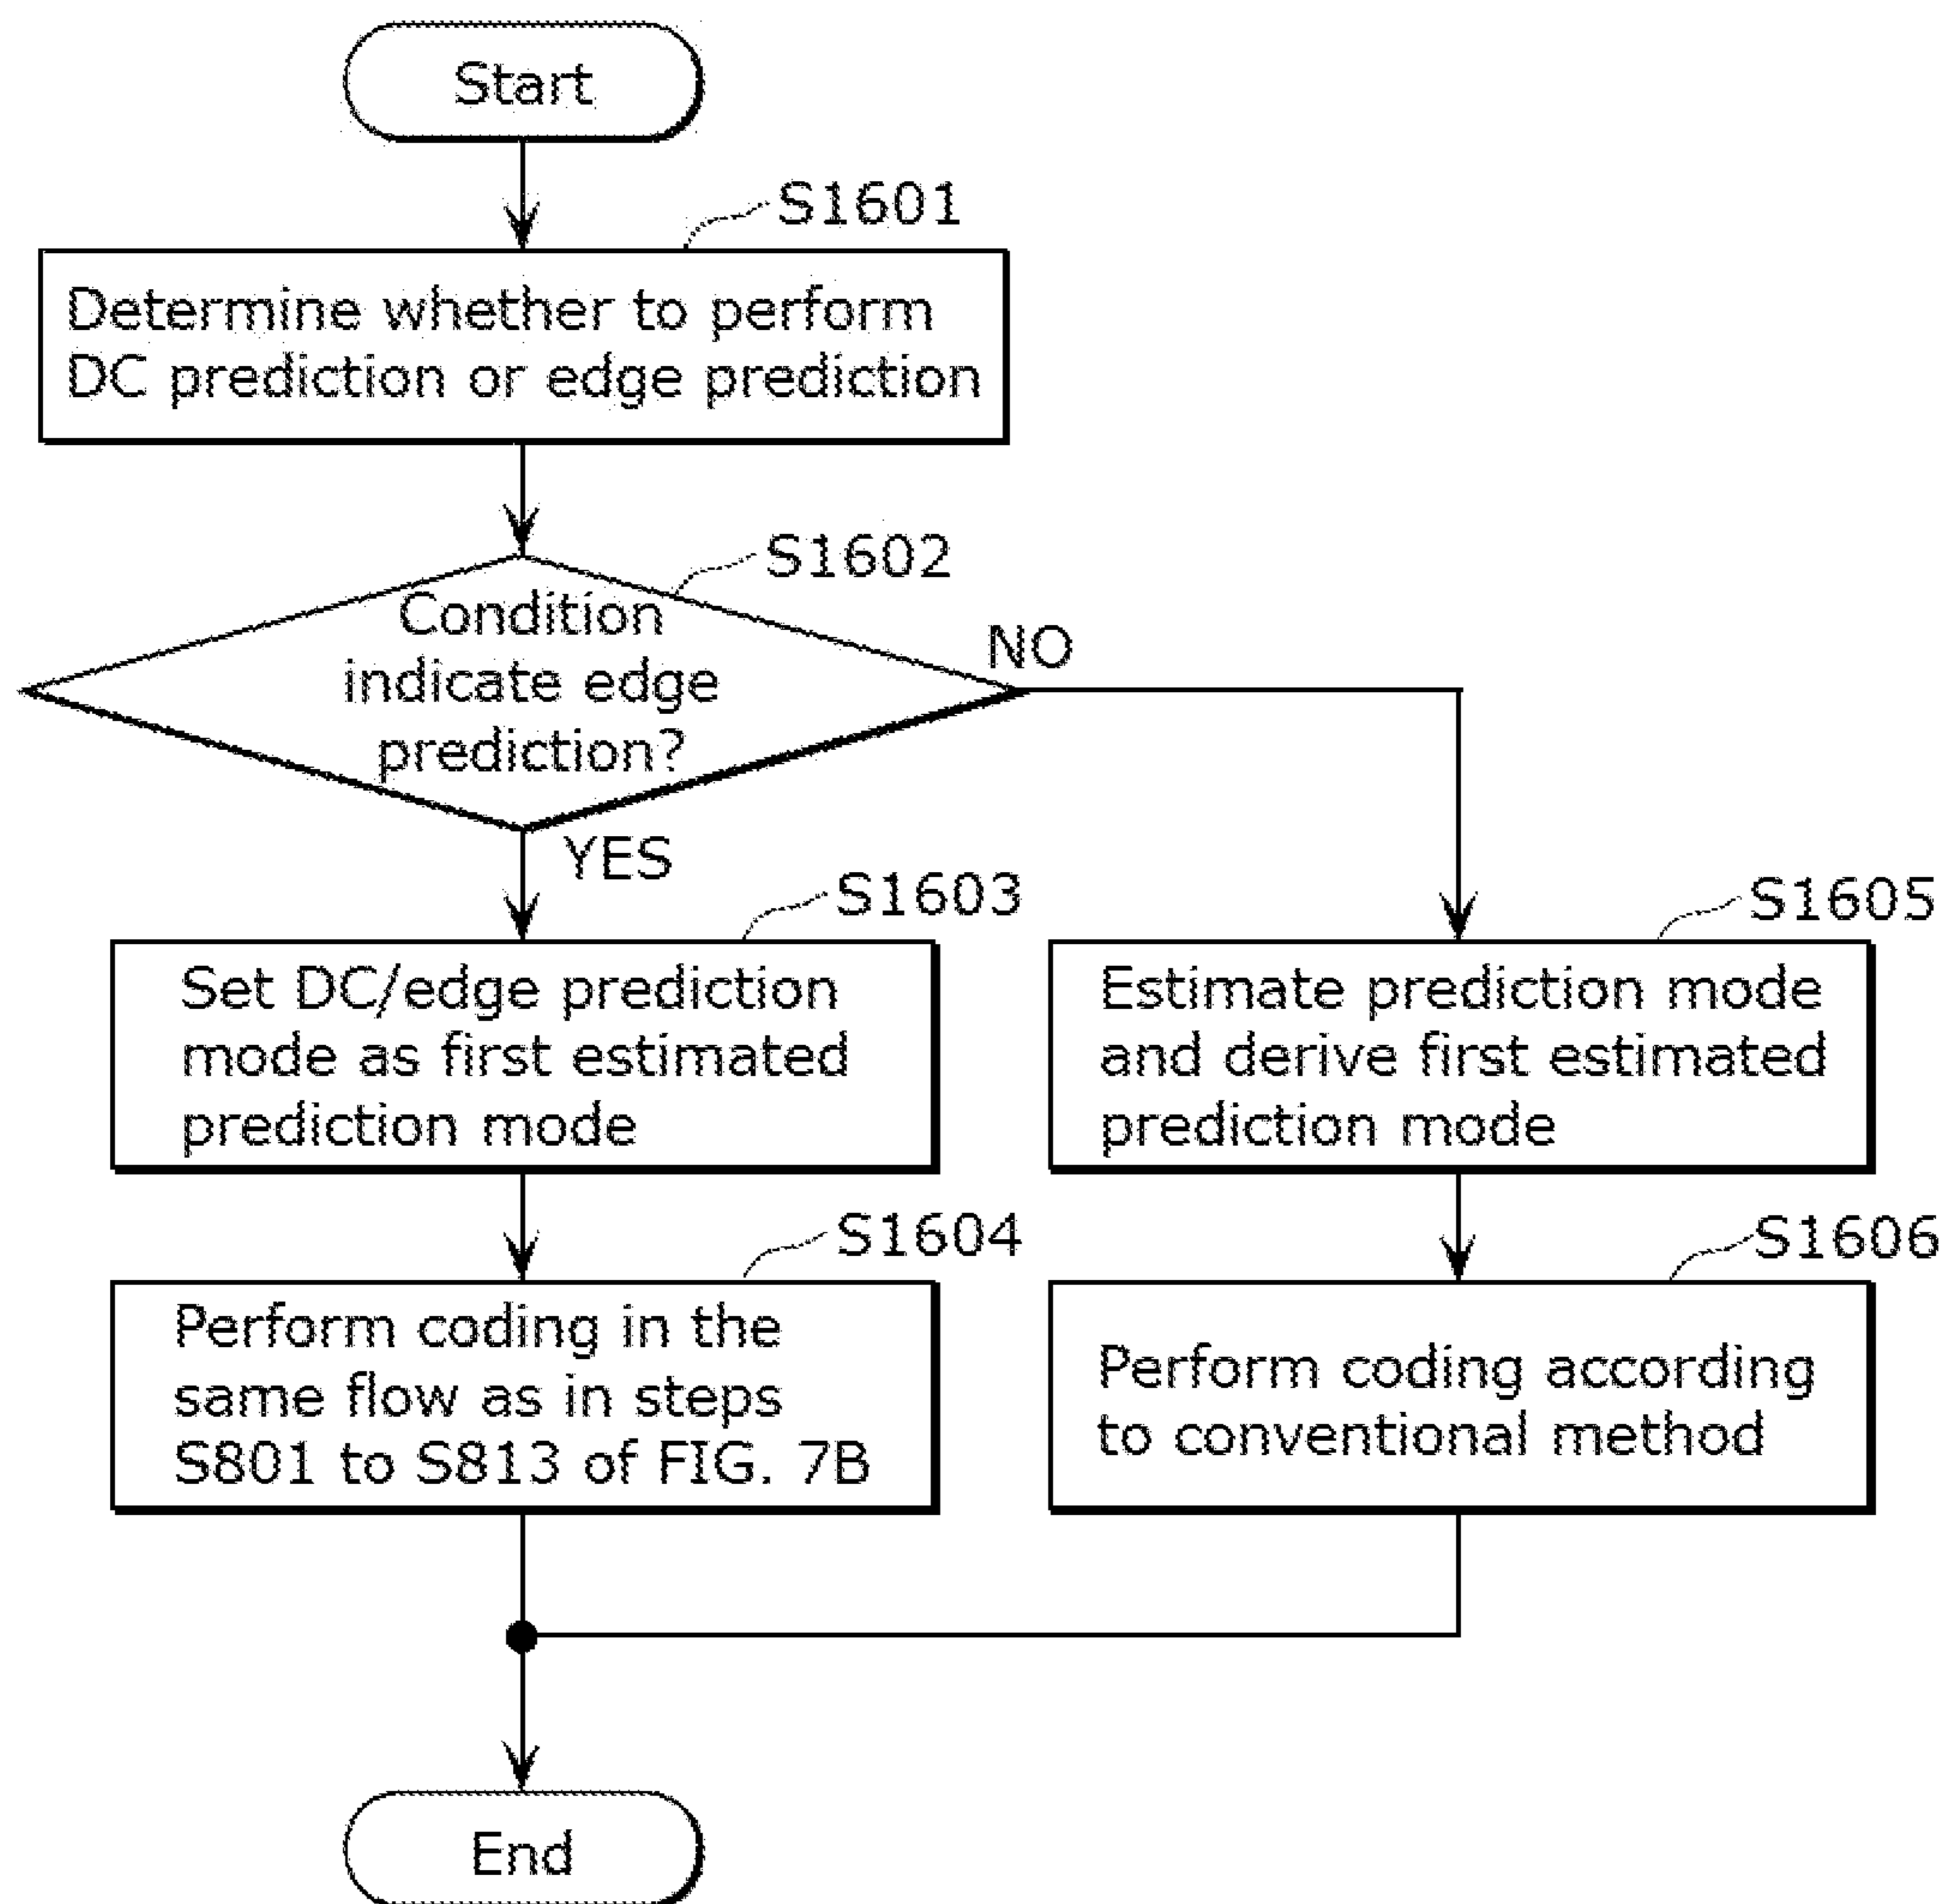 Start
S1601
Determine whether to perform
DC prediction or edge prediction
S1602
Condition
indicate edge
prediction?
NO
YES
S1603
Set DC/edge prediction
mode as first estimated
prediction mode
S1605
Estimate prediction mode
and derive first estimated
prediction mode
S1604
Perform coding in the
same flow as in steps
S801 to S813 of FIG. 7B
S1606
Perform coding according
to conventional method
End